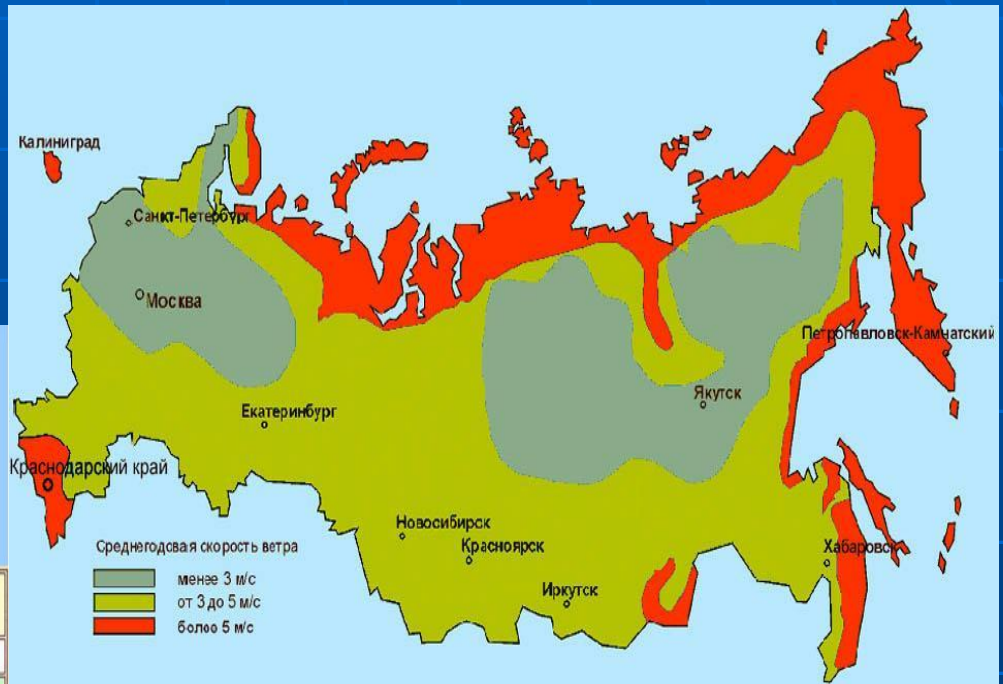 Калининград
Санкт-Петербург
Москва
Петропавловск-Камчатский
Якутск
Екатеринбург
Краснодарский край
Новосибирск
Красноярск
Хабаровск
Иркутск
Среднегодовая скорость ветра
менее 3 м/с
от 3 до 5 м/с
более 5 м/с